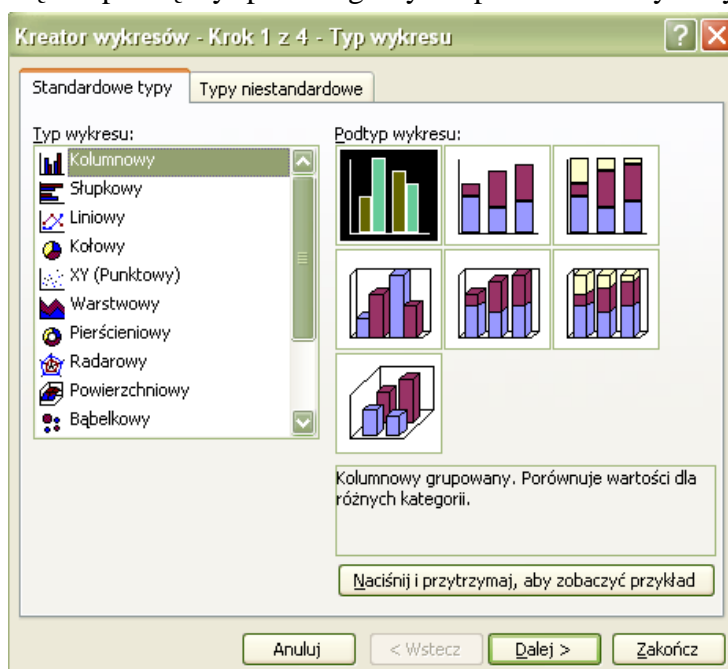 Kreator wykresów - Krok 1 z 4 - Typ wykresu
Standardowe typy
Typy niestandardowe
Typ wykresu:
Kolumnowy
Słupkowy
Liniowy
Kołowy
XY (Punktowy)
Warstwowy
Pierścieniowy
Radarowy
Powierzchniowy
Bąbelkowy
Podtyp wykresu:
Kolumnowy grupowany. Porównuje wartości dla
różnych kategorii.
Naciśnij i przytrzymaj, aby zobaczyć przykład
Anuluj
< Wstecz
Dalej >
Zakończ